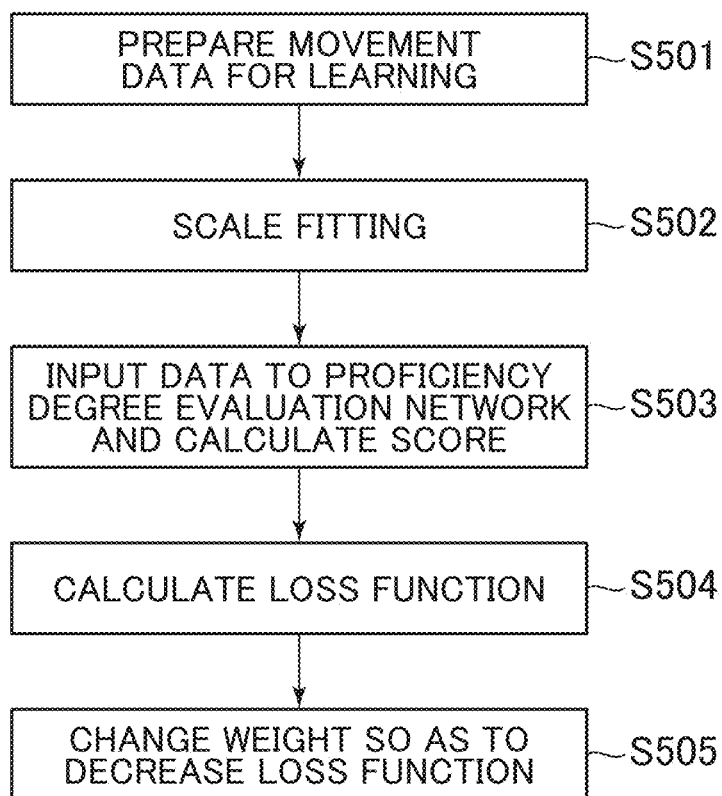 PREPARE MOVEMENT
DATA FOR LEARNING
S501
SCALE FITTING
S502
INPUT DATA TO PROFICIENCY
DEGREE EVALUATION NETWORK
AND CALCULATE SCORE
S503
CALCULATE LOSS FUNCTION
S504
CHANGE WEIGHT SO AS TO
DECREASE LOSS FUNCTION
S505